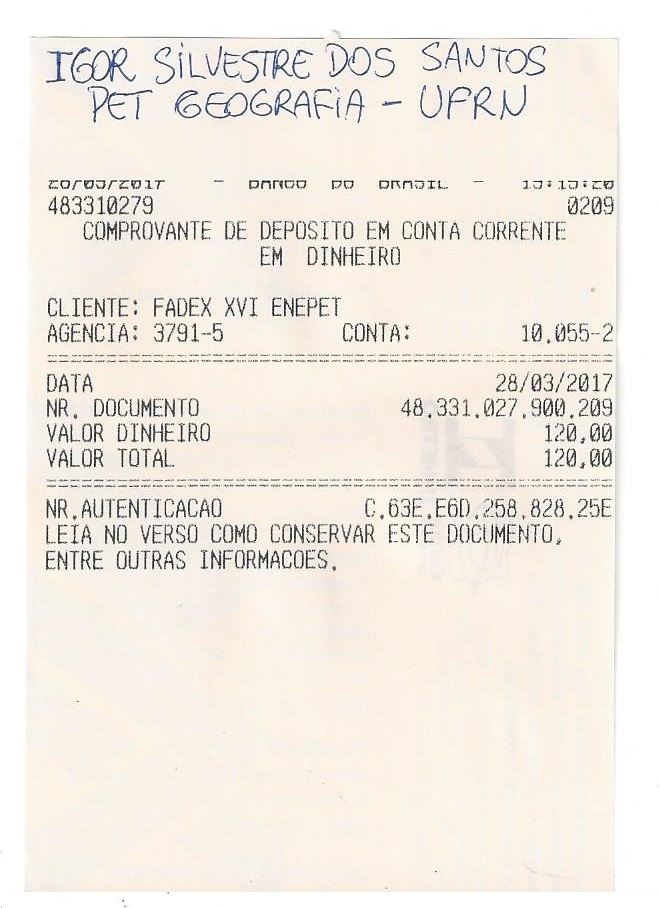 IGOR SILVESTRE DOS SANTOS
PET GEOGRAFIA - UFRN
28/03/2017 - BANCO DO BRASIL -
483310279 0209
COMPROVANTE DE DEPOSITO EM CONTA CORRENTE
EM DINHEIRO
CLIENTE: FADEX XVI ENEPET
AGENCIA: 3791-5 CONTA: 10.055-2
DATA 28/03/2017
NR. DOCUMENTO 48.331.027.900.209
VALOR DINHEIRO 120,00
VALOR TOTAL 120,00
NR.AUTENTICACAO C.63E.E6D.258.828.25E
LEIA NO VERSO COMO CONSERVAR ESTE DOCUMENTO,
ENTRE OUTRAS INFORMACOES.